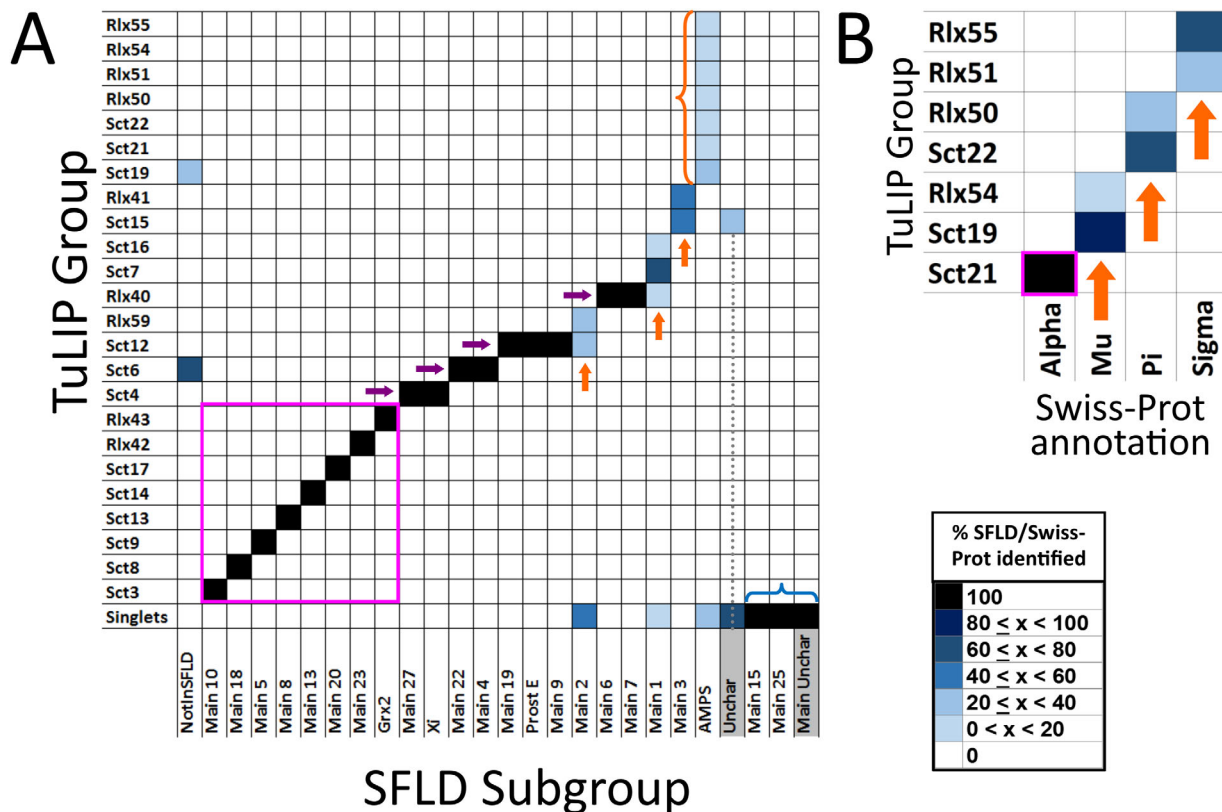 A
TuLIP Group
Rlx55
Rlx54
Rlx51
Rlx50
Sct22
Sct21
Sct19
Rlx41
Sct15
Sct16
Sct7
Rlx40
Rlx59
Sct12
Sct6
Sct4
Rlx43
Rlx42
Sct17
Sct14
Sct13
Sct9
Sct8
Sct3
Singlets
NotInSFLD
Main 10
Main 18
Main 5
Main 8
Main 13
Main 20
Main 23
Grx2
Main 27
Xi
Main 22
Main 4
Main 19
Prost E
Main 9
Main 2
Main 6
Main 7
Main 1
Main 3
AMPS
Unchar
Main 15
Main 25
Main Unchar
SFLD Subgroup
B
TuLIP Group
Rlx55
Rlx51
Rlx50
Sct22
Rlx54
Sct19
Sct21
Alpha
Mu
Pi
Sigma
Swiss-Prot
annotation
% SFLD/Swiss-
Prot identified
100
80 ≤ x < 100
60 ≤ x < 80
40 ≤ x < 60
20 ≤ x < 40
0 < x < 20
0